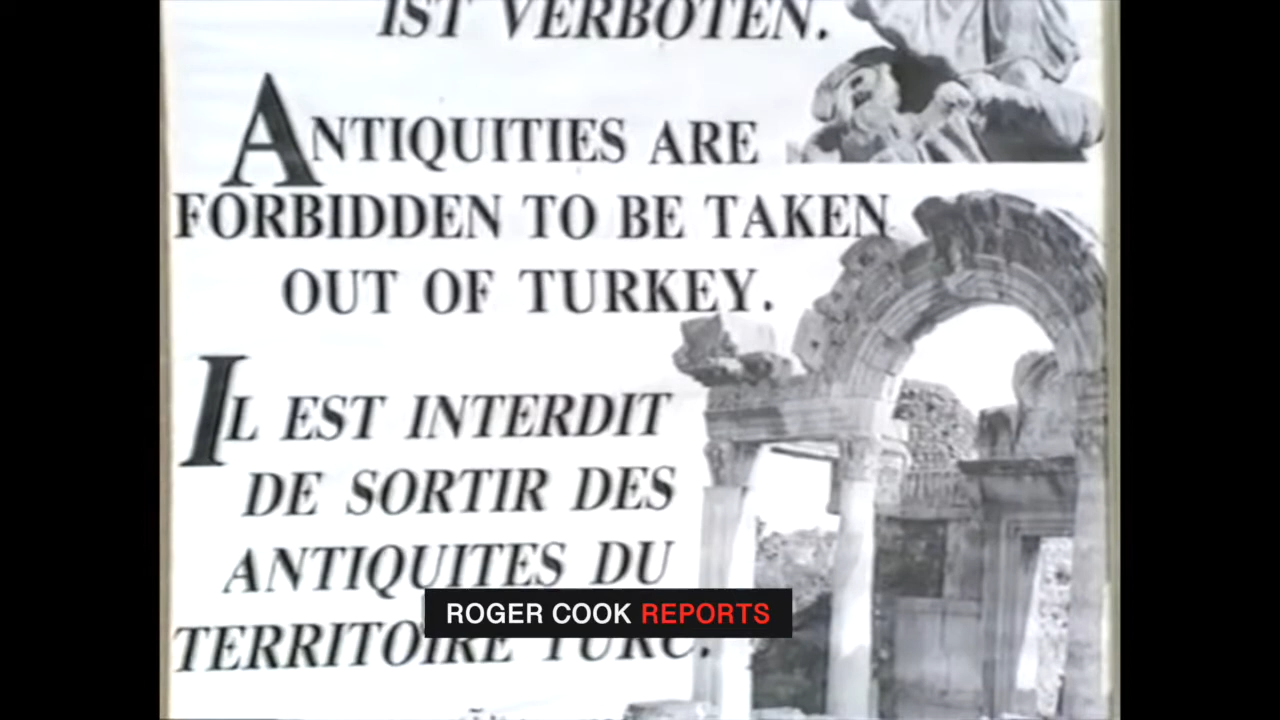 IST VERBOTEN.
ANTIQUITIES ARE
FORBIDDEN TO BE TAKEN
OUT OF TURKEY.
IL EST INTERDIT
DE SORTIR DES
ANTIQUITES DU
ROGER COOK REPORTS
TERRITOIRE TURC.